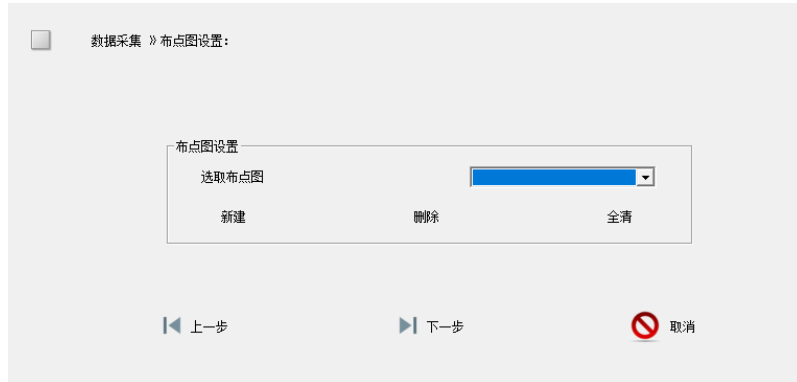 数据采集 》布点图设置：
布点图设置
选取布点图
新建 删除 全清
上一步 下一步 取消